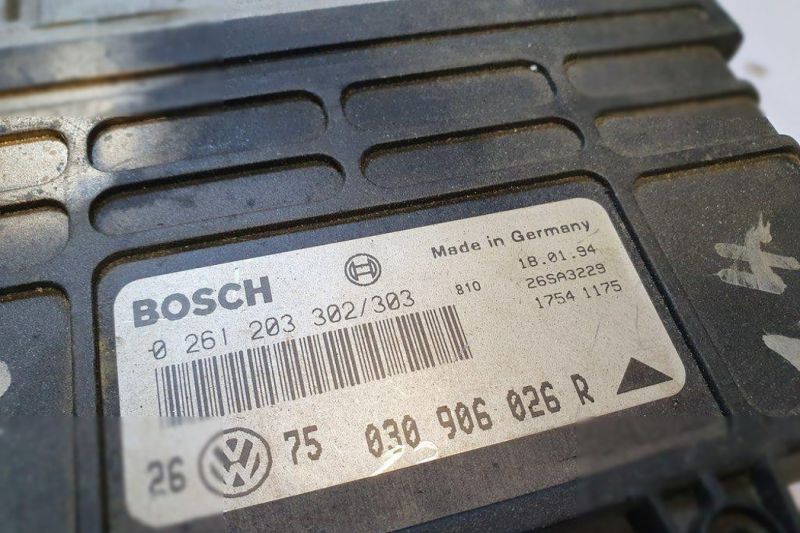 Made in Germany
BOSCH
18.01.94
0 261 203 302/303
810
26SA3229
1754 1175
26 75 030 906 026 R